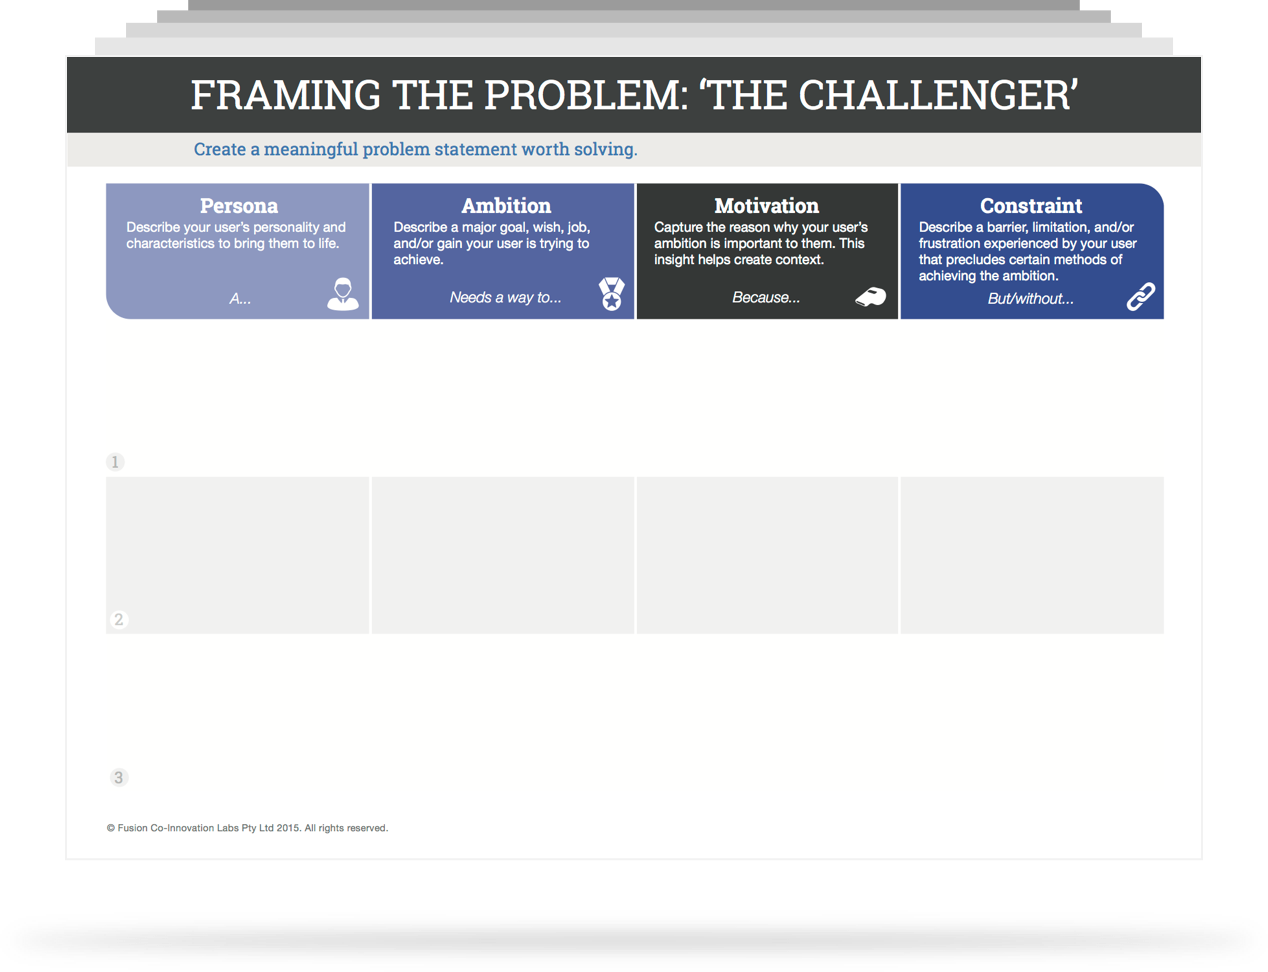 FRAMING THE PROBLEM: ‘THE CHALLENGER’
Create a meaningful problem statement worth solving.
Persona
Describe your user’s personality and
characteristics to bring them to life.
A...
Ambition
Describe a major goal, wish, job,
and/or gain your user is trying to
achieve.
Needs a way to...
Motivation
Capture the reason why your user’s
ambition is important to them. This
insight helps create context.
Because...
Constraint
Describe a barrier, limitation, and/or
frustration experienced by your user
that precludes certain methods of
achieving the ambition.
But/without...
1
2
3
© Fusion Co-Innovation Labs Pty Ltd 2015. All rights reserved.